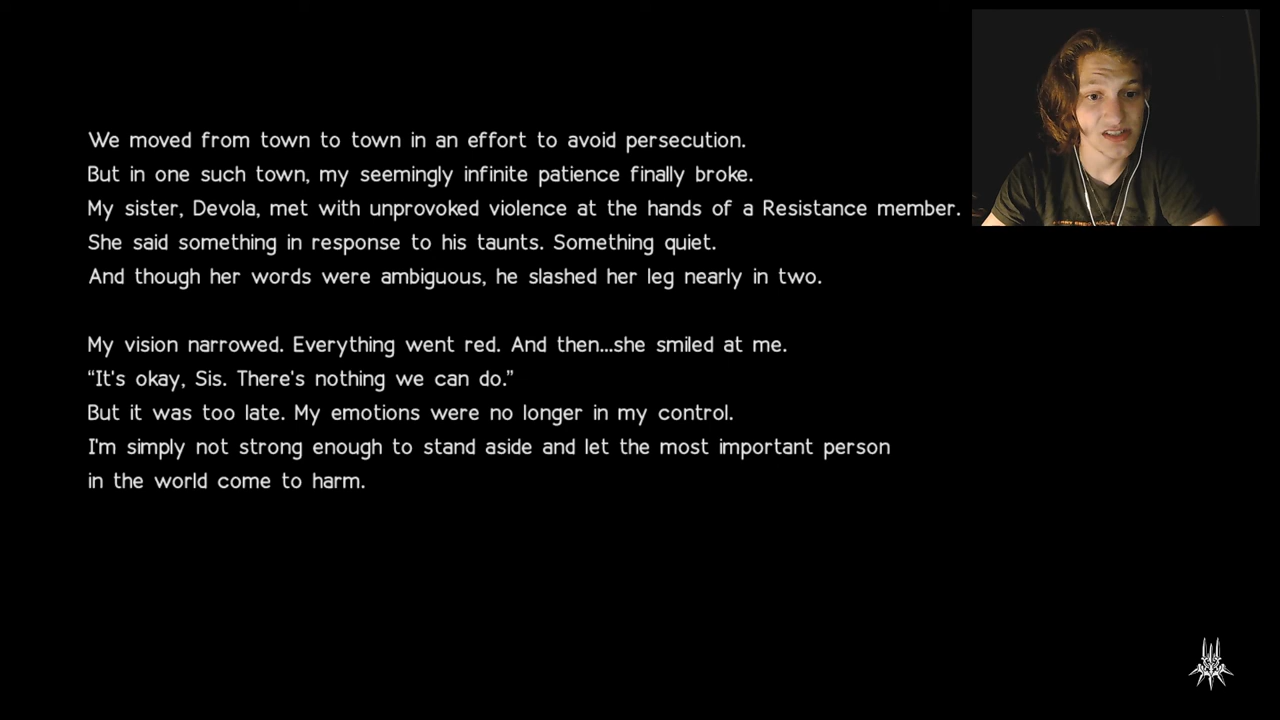 We moved from town to town in an effort to avoid persecution.
But in one such town, my seemingly infinite patience finally broke.
My sister, Devola, met with unprovoked violence at the hands of a Resistance member.
She said something in response to his taunts. Something quiet.
And though her words were ambiguous, he slashed her leg nearly in two.
My vision narrowed. Everything went red. And then...she smiled at me.
“It's okay, Sis. There's nothing we can do.”
But it was too late. My emotions were no longer in my control.
I'm simply not strong enough to stand aside and let the most important person
in the world come to harm.